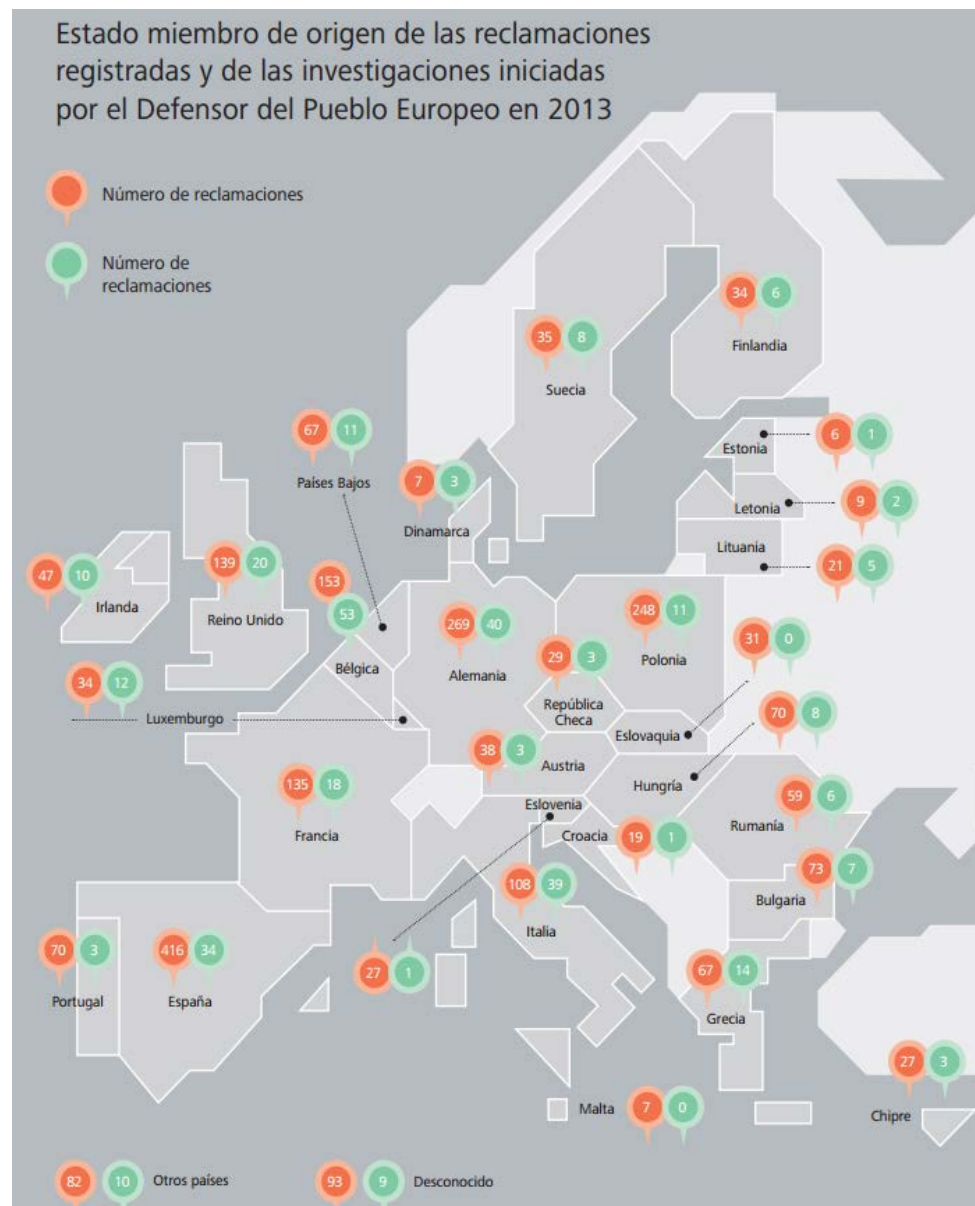 Estado miembro de origen de las reclamaciones
registradas y de las investigaciones iniciadas
por el Defensor del Pueblo Europeo en 2013
Número de reclamaciones
Número de
reclamaciones
34 6
Finlandia
35 8
Suecia
67 11
Países Bajos
6 1
Estonia
7 3
Dinamarca
9 2
Letonia
Lituania
21 5
47 10
Irlanda
139 20
Reino Unido
153
53
Bélgica
269 40
Alemania
248 11
Polonia
29 3
República
Checa
31 0
Eslovaquia
34 12
Luxemburgo
70 8
Hungría
38 3
Austria
135 18
Francia
Eslovenia
27 1
Croacia
19 1
59 6
Rumanía
73 7
Bulgaria
108 39
Italia
70 3
Portugal
416 34
España
67 14
Grecia
27 3
Chipre
Malta
7 0
82 10 Otros países
93 9 Desconocido